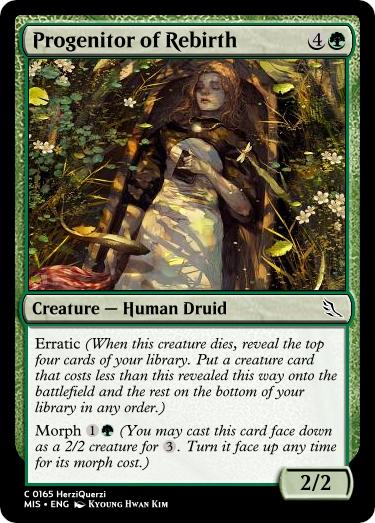 Progenitor of Rebirth 4
Creature — Human Druid
Erratic (When this creature dies, reveal the top
four cards of your library. Put a creature card
that costs less than this revealed this way onto the
battlefield and the rest on the bottom of your
library in any order.)
Morph 1 (You may cast this card face down
as a 2/2 creature for 3. Turn it face up any time
for its morph cost.)
2/2
C 0165 HerziQuerzi
MIS • ENG Kyoung Hwan Kim